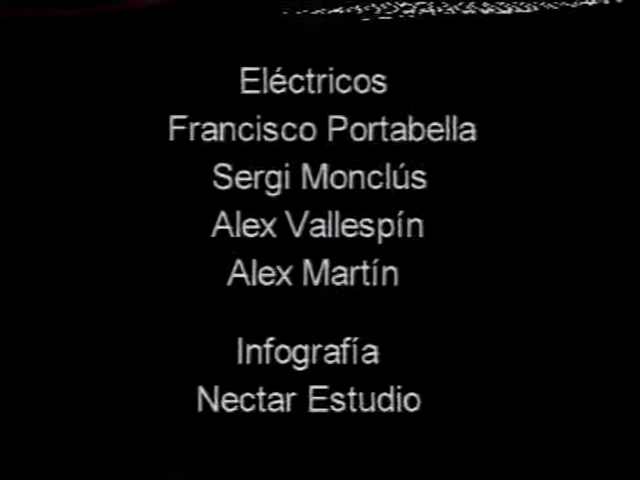 Eléctricos
Francisco Portabella
Sergi Monclús
Alex Vallespín
Alex Martín
Infografía
Nectar Estudio